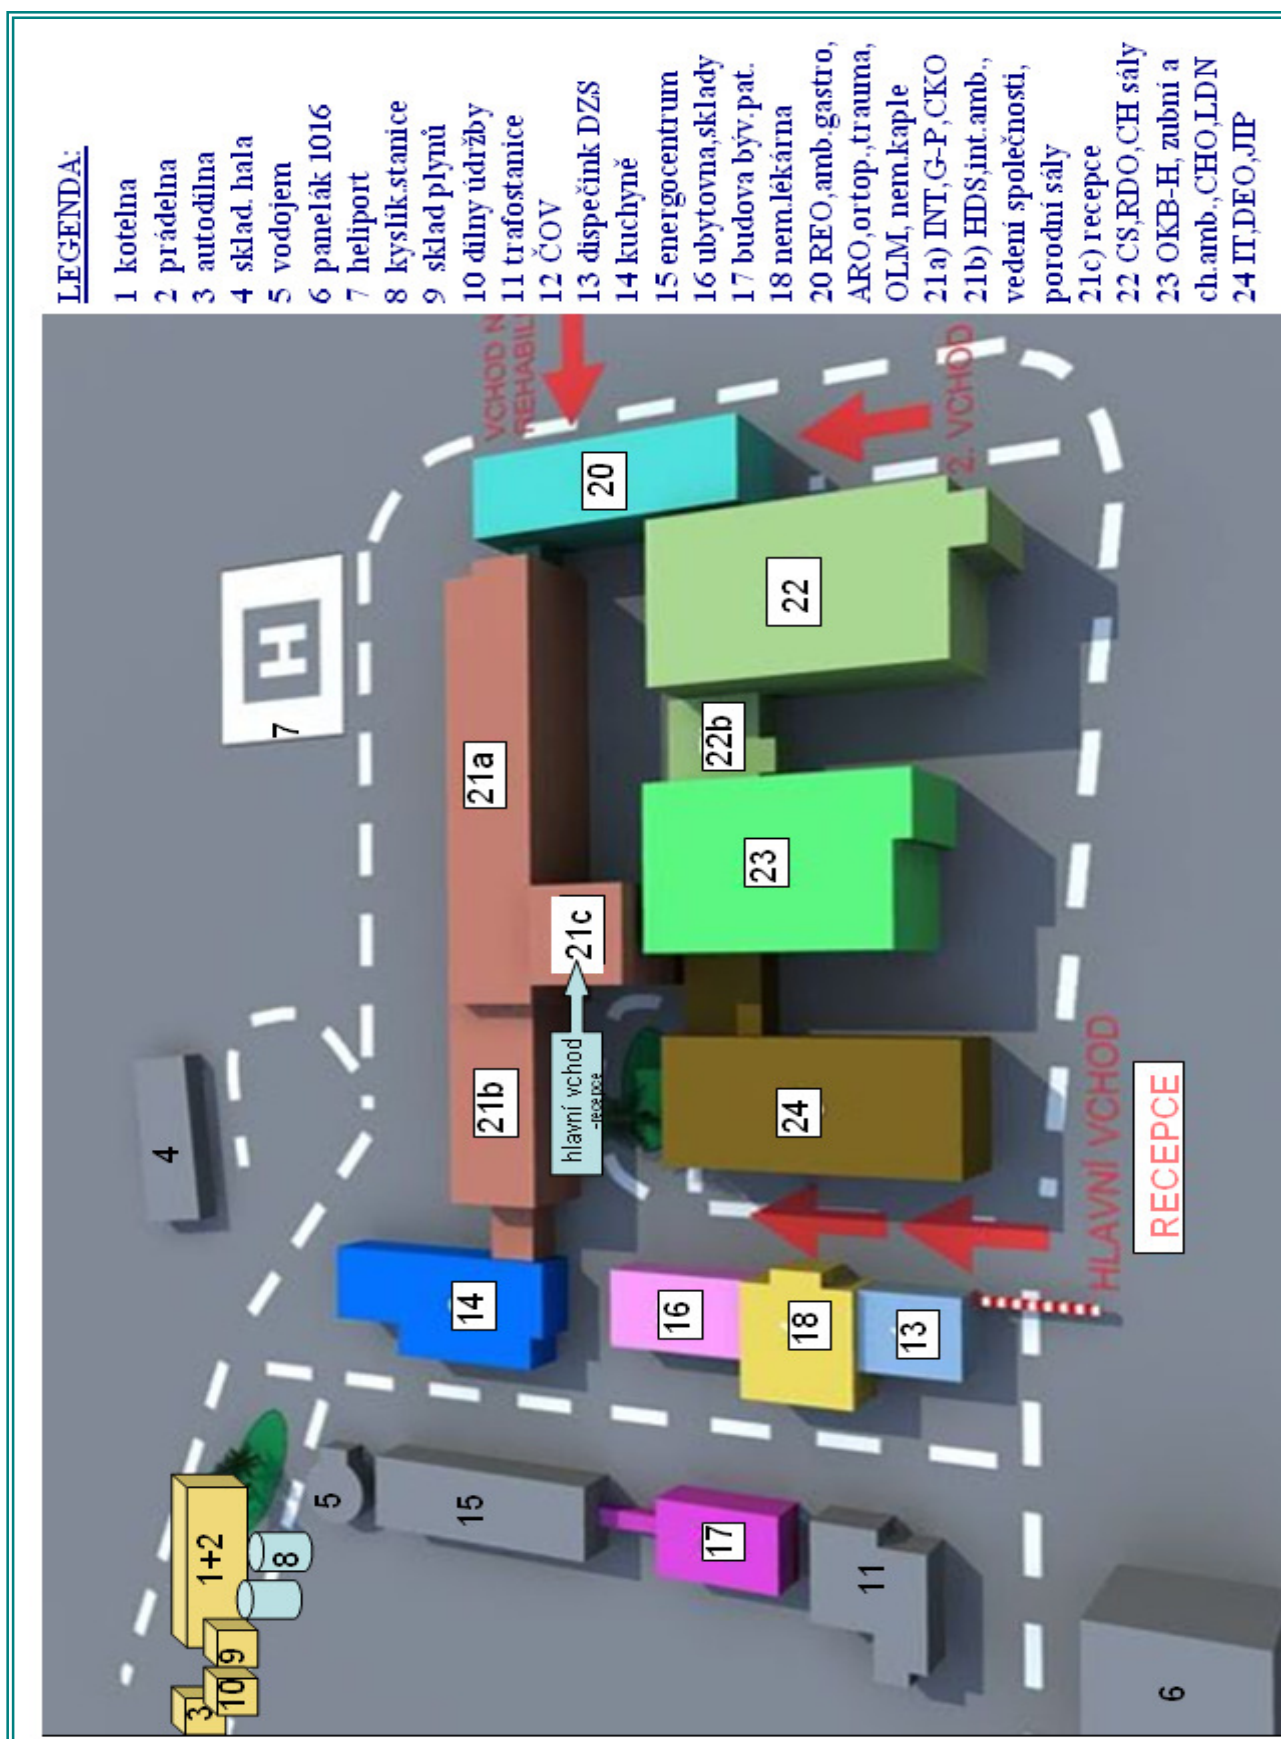 LEGENDA:
1 kotelna
2 prádelna
3 autodílna
4 sklad. hala
5 vodojem
6 panelák 1016
7 heliport
8 kyslík.stanice
9 sklad plynů
10 dílny údržby
11 trafostanice
12 ČOV
13 dispečink DZS
14 kuchyně
15 energocentrum
16 ubytovna,sklady
17 budova býv.pat.
18 nem.lékárna
20 REO,amb.gastro,
ARO,ortop.,trauma,
OLM, nem.kaple
21a) INT,G-P,CKO
21b) HDS,int.amb.,
vedení společnosti,
porodní sály
21c) recepce
22 CS,RDO,CH sály
23 OKB-H, zubní a
ch.amb.,CHO,LDN
24 IT,DEO,JIP
VCHOD N
REHABILI
2. VCHOD
HLAVNÍ VCHOD
RECEPCE
hlavní vchod
-recepce
H
7
4
20
21a
21b
21c
22
22b
23
24
14
16
18
13
1+2
8
9
10
3
5
15
17
11
6